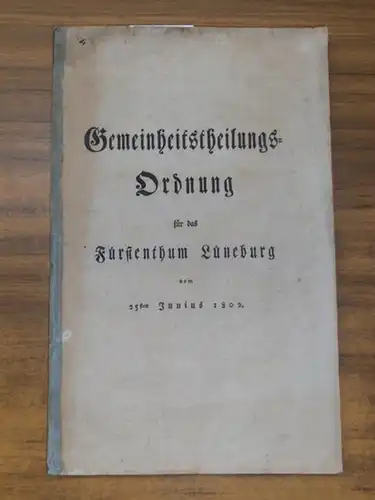 Gemeinheitstheilungs-
Ordnung
für das
Fürstenthum Lüneburg
vom
25sten Junius 1802.